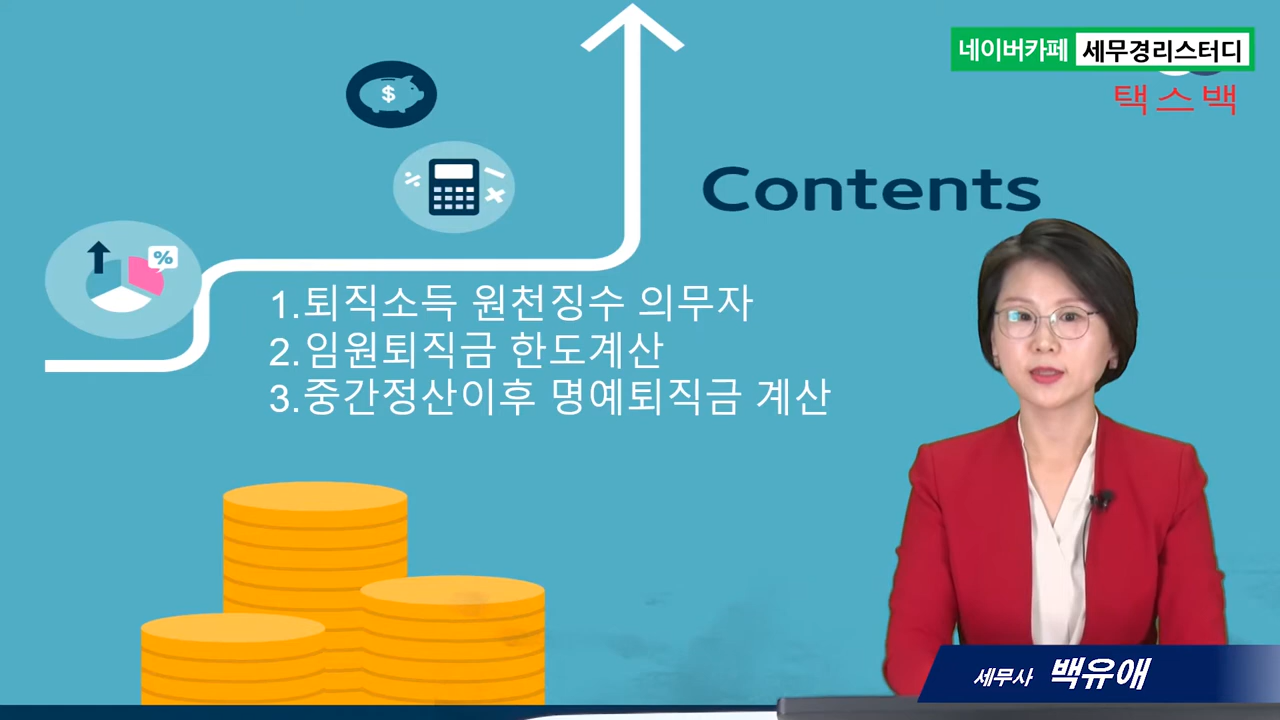 네이버카페 세무경리스터디
택스백
$
%
Contents
1.퇴직소득 원천징수 의무자
2.임원퇴직금 한도계산
3.중간정산이후 명예퇴직금 계산
세무사 백유애